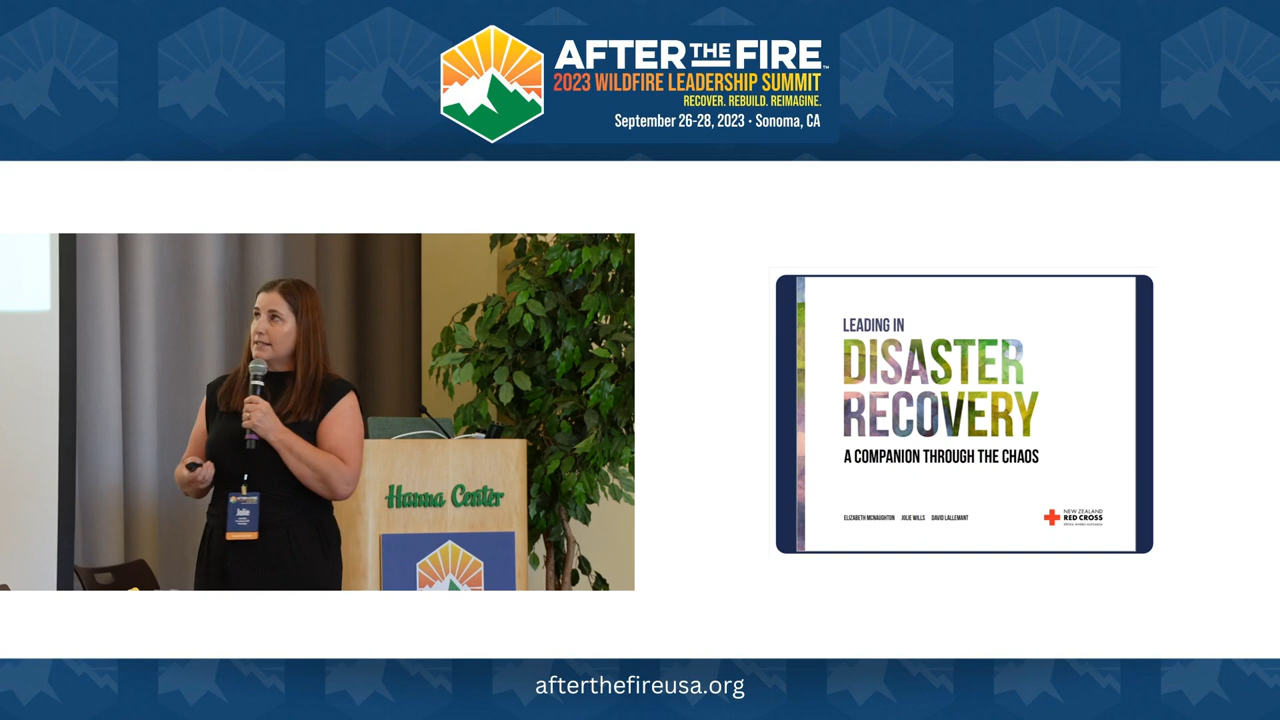 AFTER THE FIRE™
2023 WILDFIRE LEADERSHIP SUMMIT
RECOVER. REBUILD. REIMAGINE.
September 26-28, 2023 • Sonoma, CA
Jolie
Hanna Center
LEADING IN
DISASTER
RECOVERY
A COMPANION THROUGH THE CHAOS
ELIZABETH MCNAUGHTON JOLIE WILLS DAVID LALLEMANT
NEW ZEALAND
RED CROSS
afterthefireusa.org